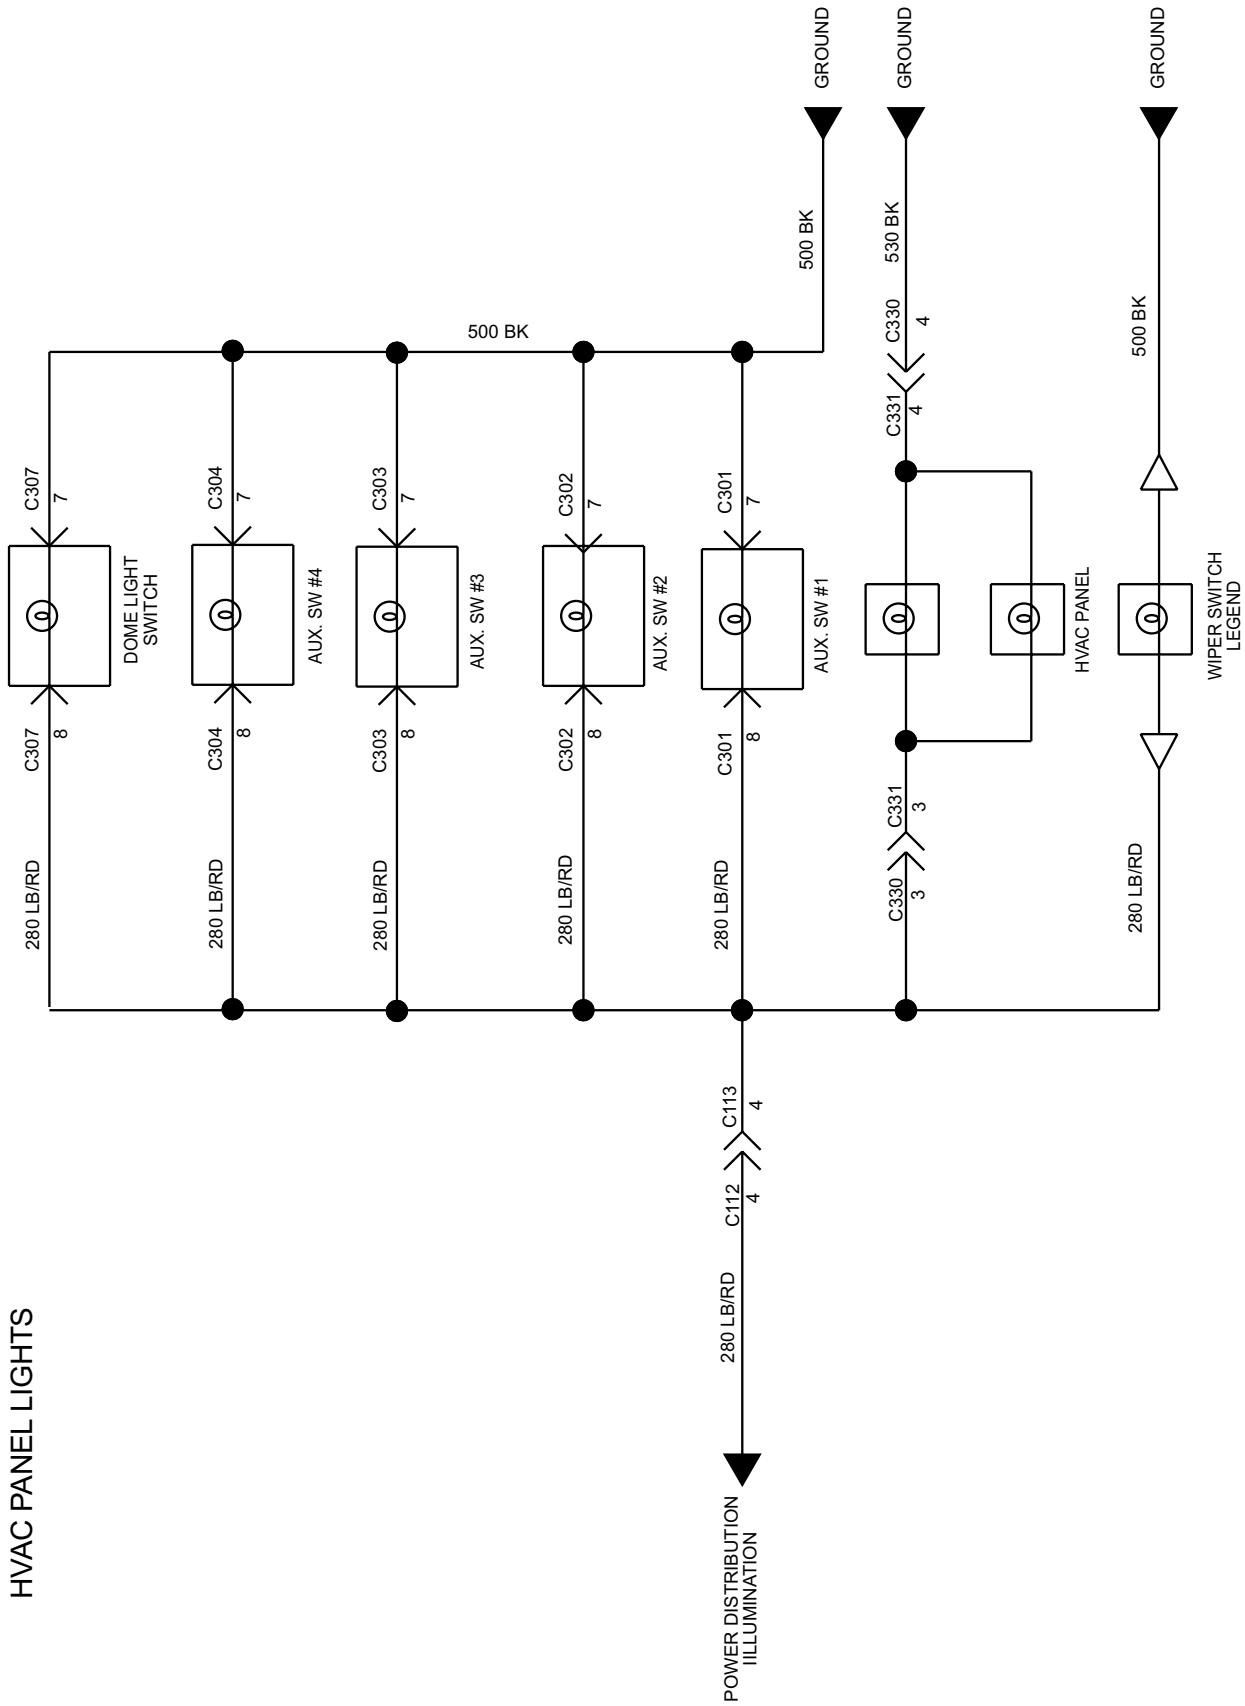 HVAC PANEL LIGHTS
POWER DISTRIBUTION
IILLUMINATION
280 LB/RD
C112
4
C113
4
280 LB/RD
C307
8
DOME LIGHT
SWITCH
C307
7
280 LB/RD
C304
8
AUX. SW #4
C304
7
280 LB/RD
C303
8
AUX. SW #3
C303
7
500 BK
280 LB/RD
C302
8
AUX. SW #2
C302
7
280 LB/RD
C301
8
AUX. SW #1
C301
7
500 BK
GROUND
C330
3
C331
3
C331
4
C330
4
530 BK
GROUND
HVAC PANEL
280 LB/RD
WIPER SWITCH
LEGEND
500 BK
GROUND